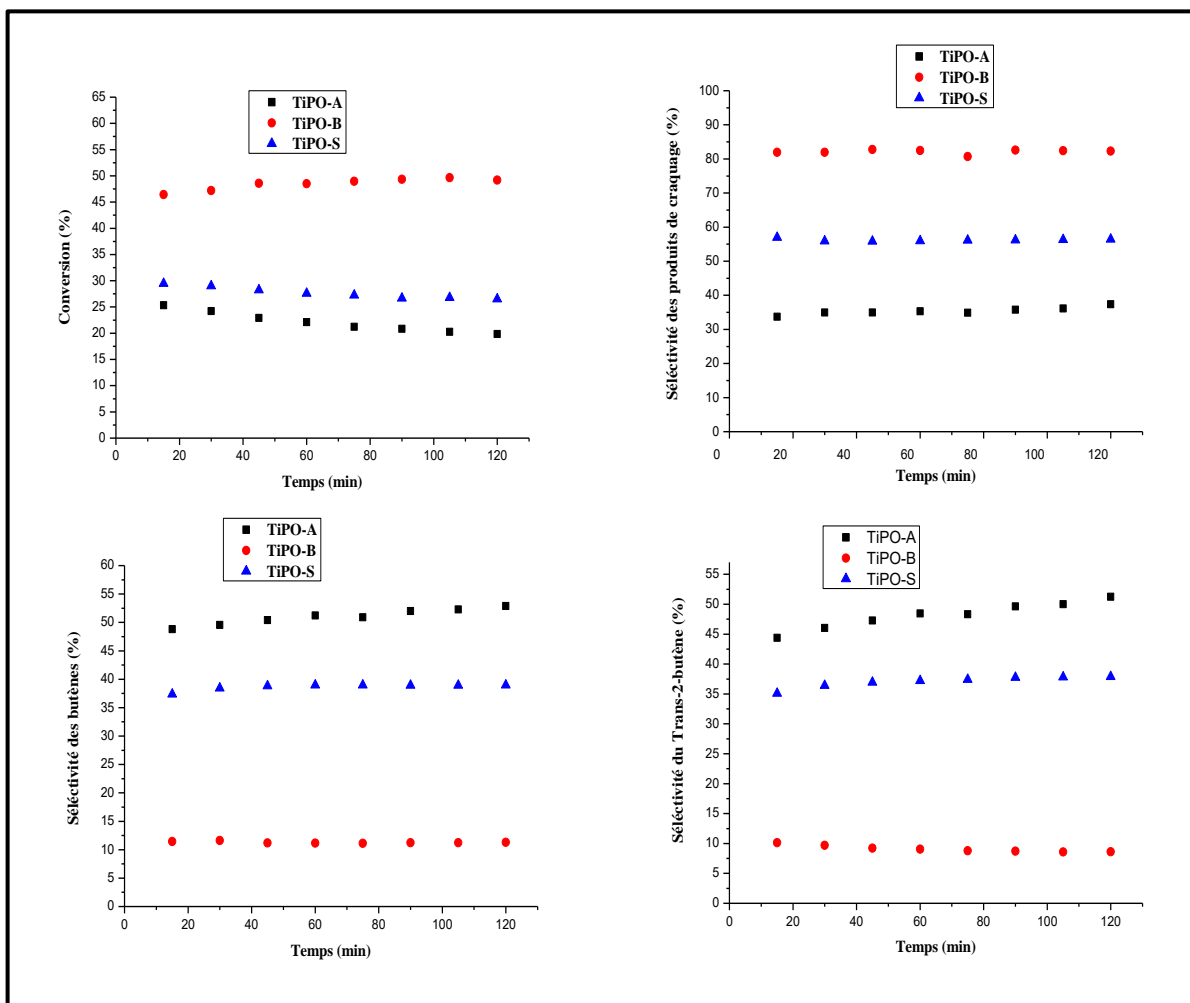 TiPO-A
TiPO-B
TiPO-S
65
60
55
50
45
40
35
30
25
20
15
10
5
0
Conversion (%)
0 20 40 60 80 100 120
Temps (min)
TiPO-A
TiPO-B
TiPO-S
100
90
80
70
60
50
40
30
20
10
0
Séléctivité des produits de craquage (%)
0 20 40 60 80 100 120
Temps (min)
TiPO-A
TiPO-B
TiPO-S
60
55
50
45
40
35
30
25
20
15
10
5
0
Séléctivité des butènes (%)
0 20 40 60 80 100 120
Temps (min)
TiPO-A
TiPO-B
TiPO-S
55
50
45
40
35
30
25
20
15
10
5
0
Séléctivité du Trans-2-butène (%)
0 20 40 60 80 100 120
Temps (min)